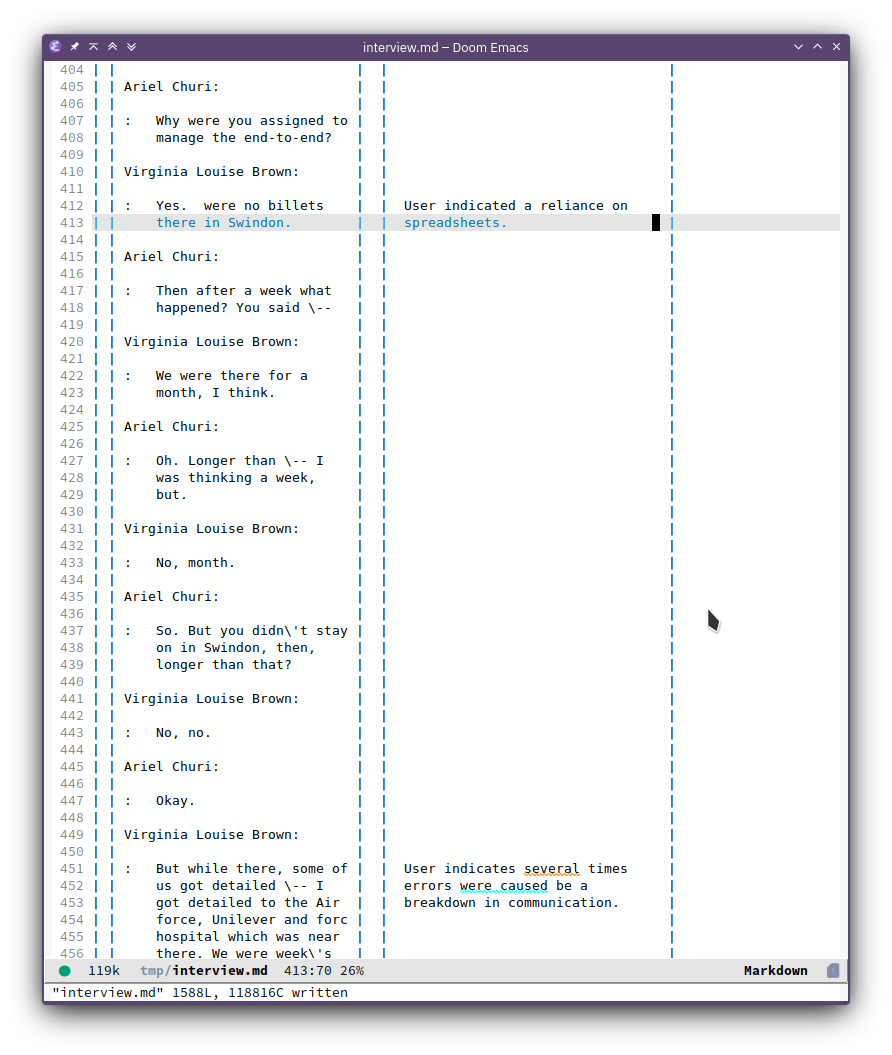 interview.md – Doom Emacs
404 | | | | |
405 | | Ariel Churi: | | |
406 | | | | |
407 | | : Why were you assigned to | | |
408 | | manage the end-to-end? | | |
409 | | | | |
410 | | Virginia Louise Brown: | | |
411 | | | | |
412 | | : Yes.  were no billets | | User indicated a reliance on |
413 | | there in Swindon. | | spreadsheets. |
414 | | | | |
415 | | Ariel Churi: | | |
416 | | | | |
417 | | : Then after a week what | | |
418 | | happened? You said \-- | | |
419 | | | | |
420 | | Virginia Louise Brown: | | |
421 | | | | |
422 | | : We were there for a | | |
423 | | month, I think. | | |
424 | | | | |
425 | | Ariel Churi: | | |
426 | | | | |
427 | | : Oh. Longer than \-- I | | |
428 | | was thinking a week, | | |
429 | | but. | | |
430 | | | | |
431 | | Virginia Louise Brown: | | |
432 | | | | |
433 | | : No, month. | | |
434 | | | | |
435 | | Ariel Churi: | | |
436 | | | | |
437 | | : So. But you didn\'t stay | | |
438 | | on in Swindon, then, | | |
439 | | longer than that? | | |
440 | | | | |
441 | | Virginia Louise Brown: | | |
442 | | | | |
443 | | : No, no. | | |
444 | | | | |
445 | | Ariel Churi: | | |
446 | | | | |
447 | | : Okay. | | |
448 | | | | |
449 | | Virginia Louise Brown: | | |
450 | | | | |
451 | | : But while there, some of | | User indicates several times |
452 | | us got detailed \-- I | | errors were caused be a |
453 | | got detailed to the Air | | breakdown in communication. |
454 | | force, Unilever and forc | | |
455 | | hospital which was near | | |
456 | | there. We were week\'s | | |
119k tmp/interview.md 413:70 26% Markdown
"interview.md" 1588L, 118816C written